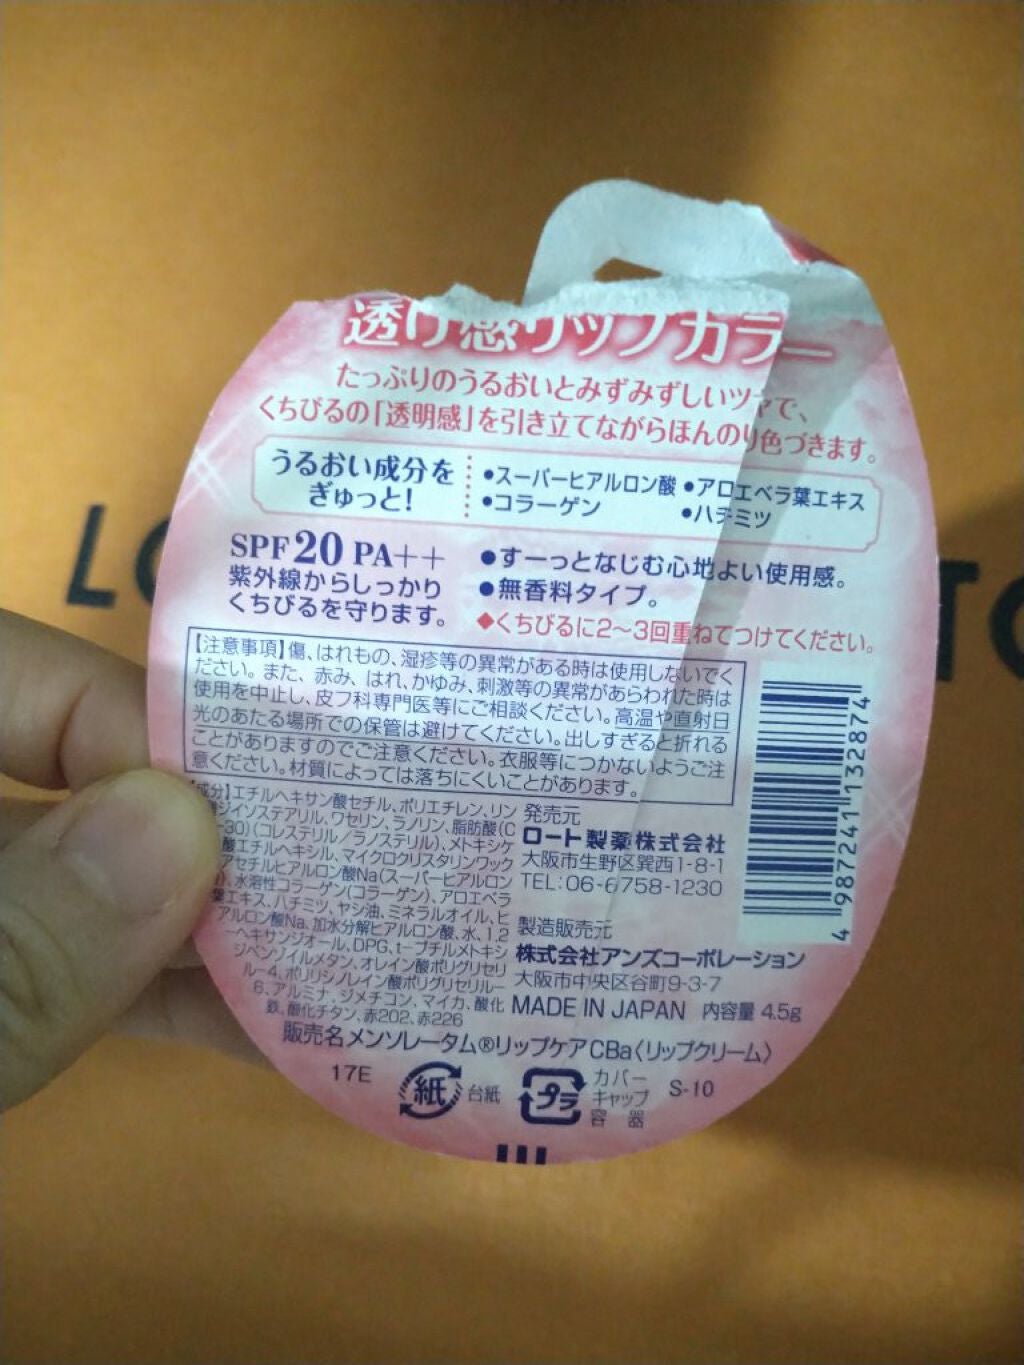 透け感リップカラー
たっぷりのうるおいとみずみずしいツヤで、
くちびるの「透明感」を引き立てながらほんのり色づきます。
うるおい成分を
ぎゅっと!
●スーパーヒアルロン酸 ●アロエベラ葉エキス
●コラーゲン ●ハチミツ
SPF20 PA++
紫外線からしっかり
くちびるを守ります。
●すーっとなじむ心地よい使用感。
●無香料タイプ。
◆くちびるに2〜3回重ねてつけてください。
【注意事項】傷、はれもの、湿疹等の異常がある時は使用しないでく
ださい。また、赤み、はれ、かゆみ、刺激等の異常があらわれた時は
使用を中止し、皮フ科専門医等にご相談ください。高温や直射日
光のあたる場所での保管は避けてください。出しすぎると折れる
ことがありますのでご注意ください。衣服等につかないようご注
意ください。材質によっては落ちにくいことがあります。
【成分】エチルヘキサン酸セチル、ポリエチレン、リン
ジイソステアリル、ワセリン、ラノリン、脂肪酸(C
-30)(コレステリル/ラノステリル)、メトキシケ
酸エチルヘキシル、マイクロクリスタリンワック
アセチルヒアルロン酸Na(スーパーヒアルロン
)、水溶性コラーゲン(コラーゲン)、アロエベラ
葉エキス、ハチミツ、ヤシ油、ミネラルオイル、ヒ
アルロン酸Na、加水分解ヒアルロン酸、水、1,2
-ヘキサンジオール、DPG、t-ブチルメトキシ
ジベンゾイルメタン、オレイン酸ポリグリセリ
ル-4、ポリリシノレイン酸ポリグリセリル-
6、アルミナ、ジメチコン、マイカ、酸化
鉄、酸化チタン、赤202、赤226
発売元
ロート製薬株式会社
大阪市生野区巽西1-8-1
TEL:06-6758-1230
製造販売元
株式会社アンズコーポレーション
大阪市中央区谷町9-3-7
MADE IN JAPAN 内容量 4.5g
4 987241 132874
販売名メンソレータム®リップケアCBa〈リップクリーム〉
17E
紙
台紙
プラ
カバー
キャップ
容器
S-10